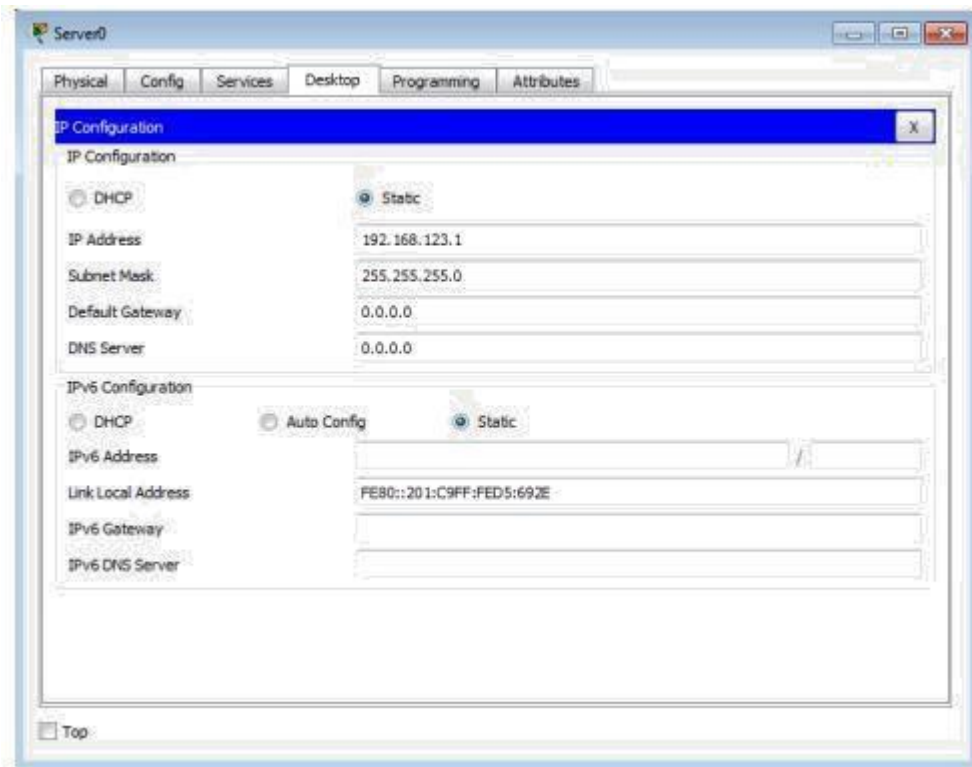 Server0
Physical Config Services Desktop Programming Attributes
IP Configuration X
IP Configuration
DHCP Static
IP Address 192.168.123.1
Subnet Mask 255.255.255.0
Default Gateway 0.0.0.0
DNS Server 0.0.0.0
IPv6 Configuration
DHCP Auto Config Static
IPv6 Address /
Link Local Address FE80::201:C9FF:FED5:692E
IPv6 Gateway
IPv6 DNS Server
Top